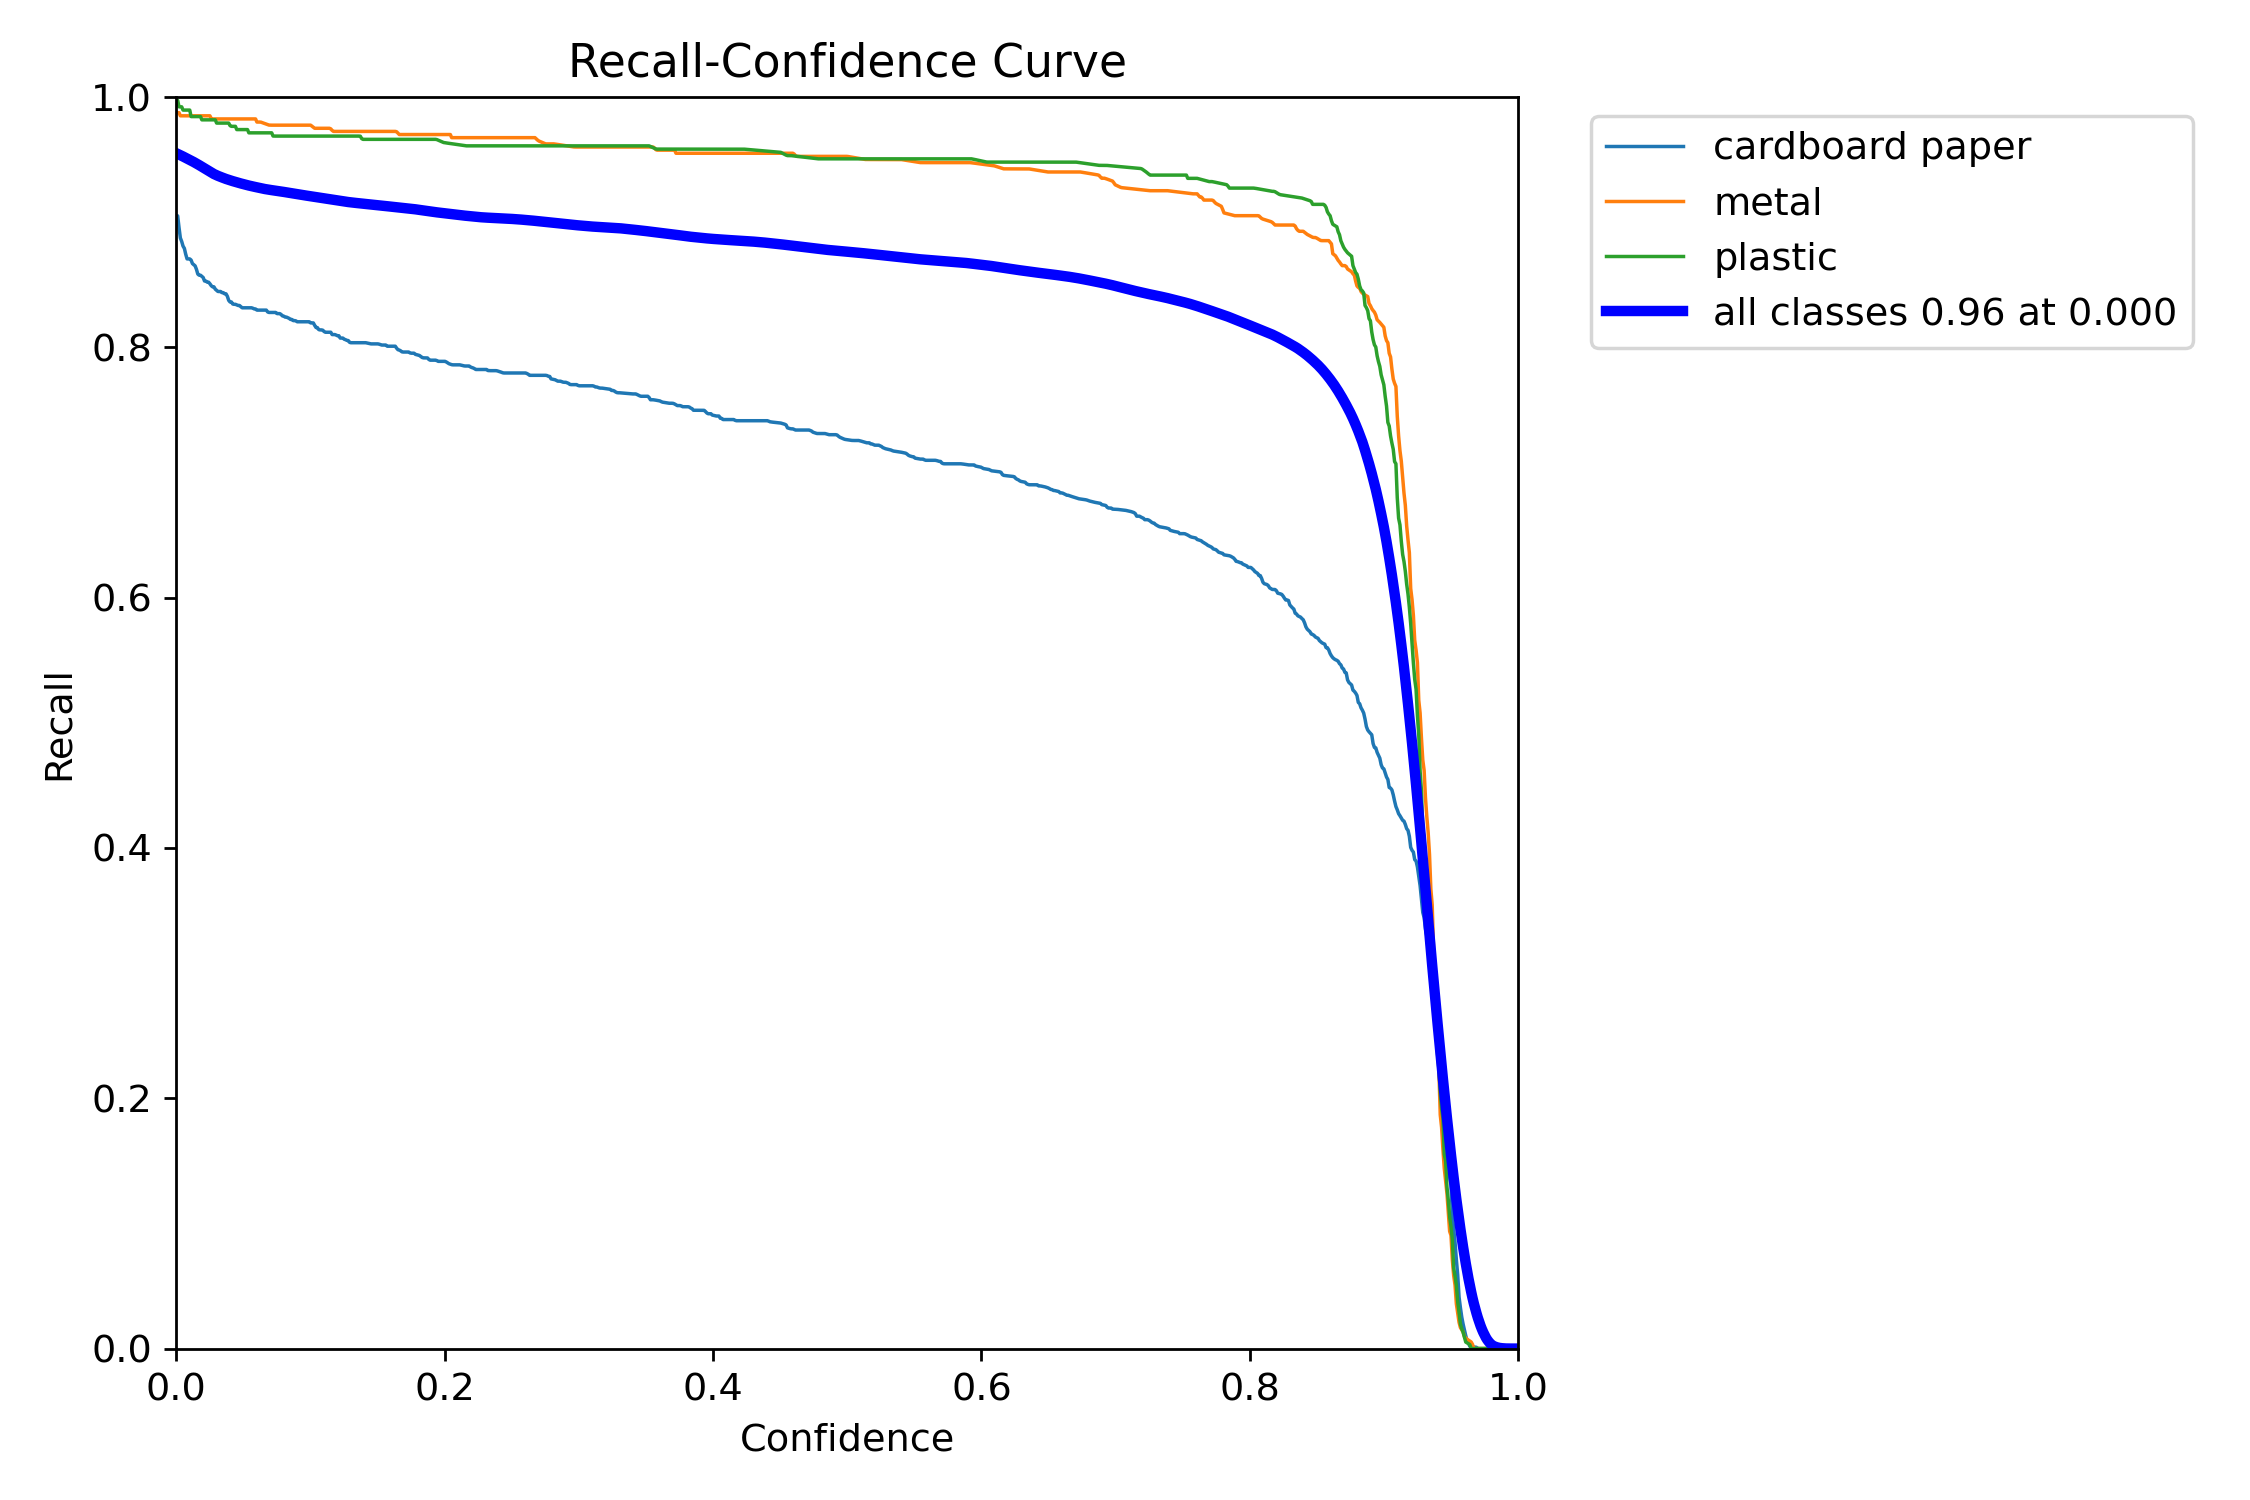 Recall-Confidence Curve
1.0
0.8
0.6
0.4
0.2
0.0
Recall
0.0 0.2 0.4 0.6 0.8 1.0
Confidence
cardboard paper
metal
plastic
all classes 0.96 at 0.000